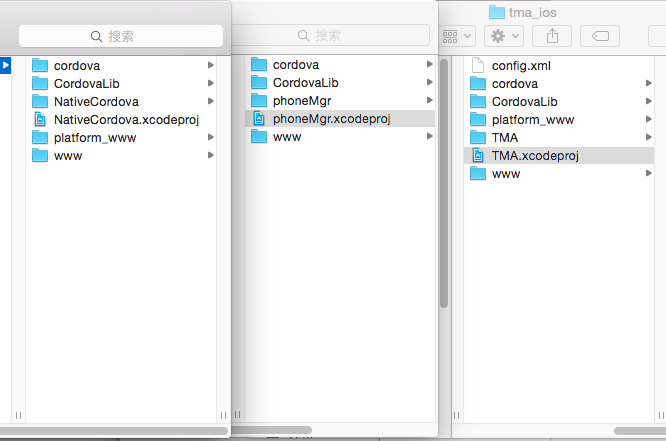 搜索
cordova
CordovaLib
NativeCordova
NativeCordova.xcodeproj
platform_www
www
搜索
cordova
CordovaLib
phoneMgr
phoneMgr.xcodeproj
www
tma_ios
config.xml
cordova
CordovaLib
platform_www
TMA
TMA.xcodeproj
www